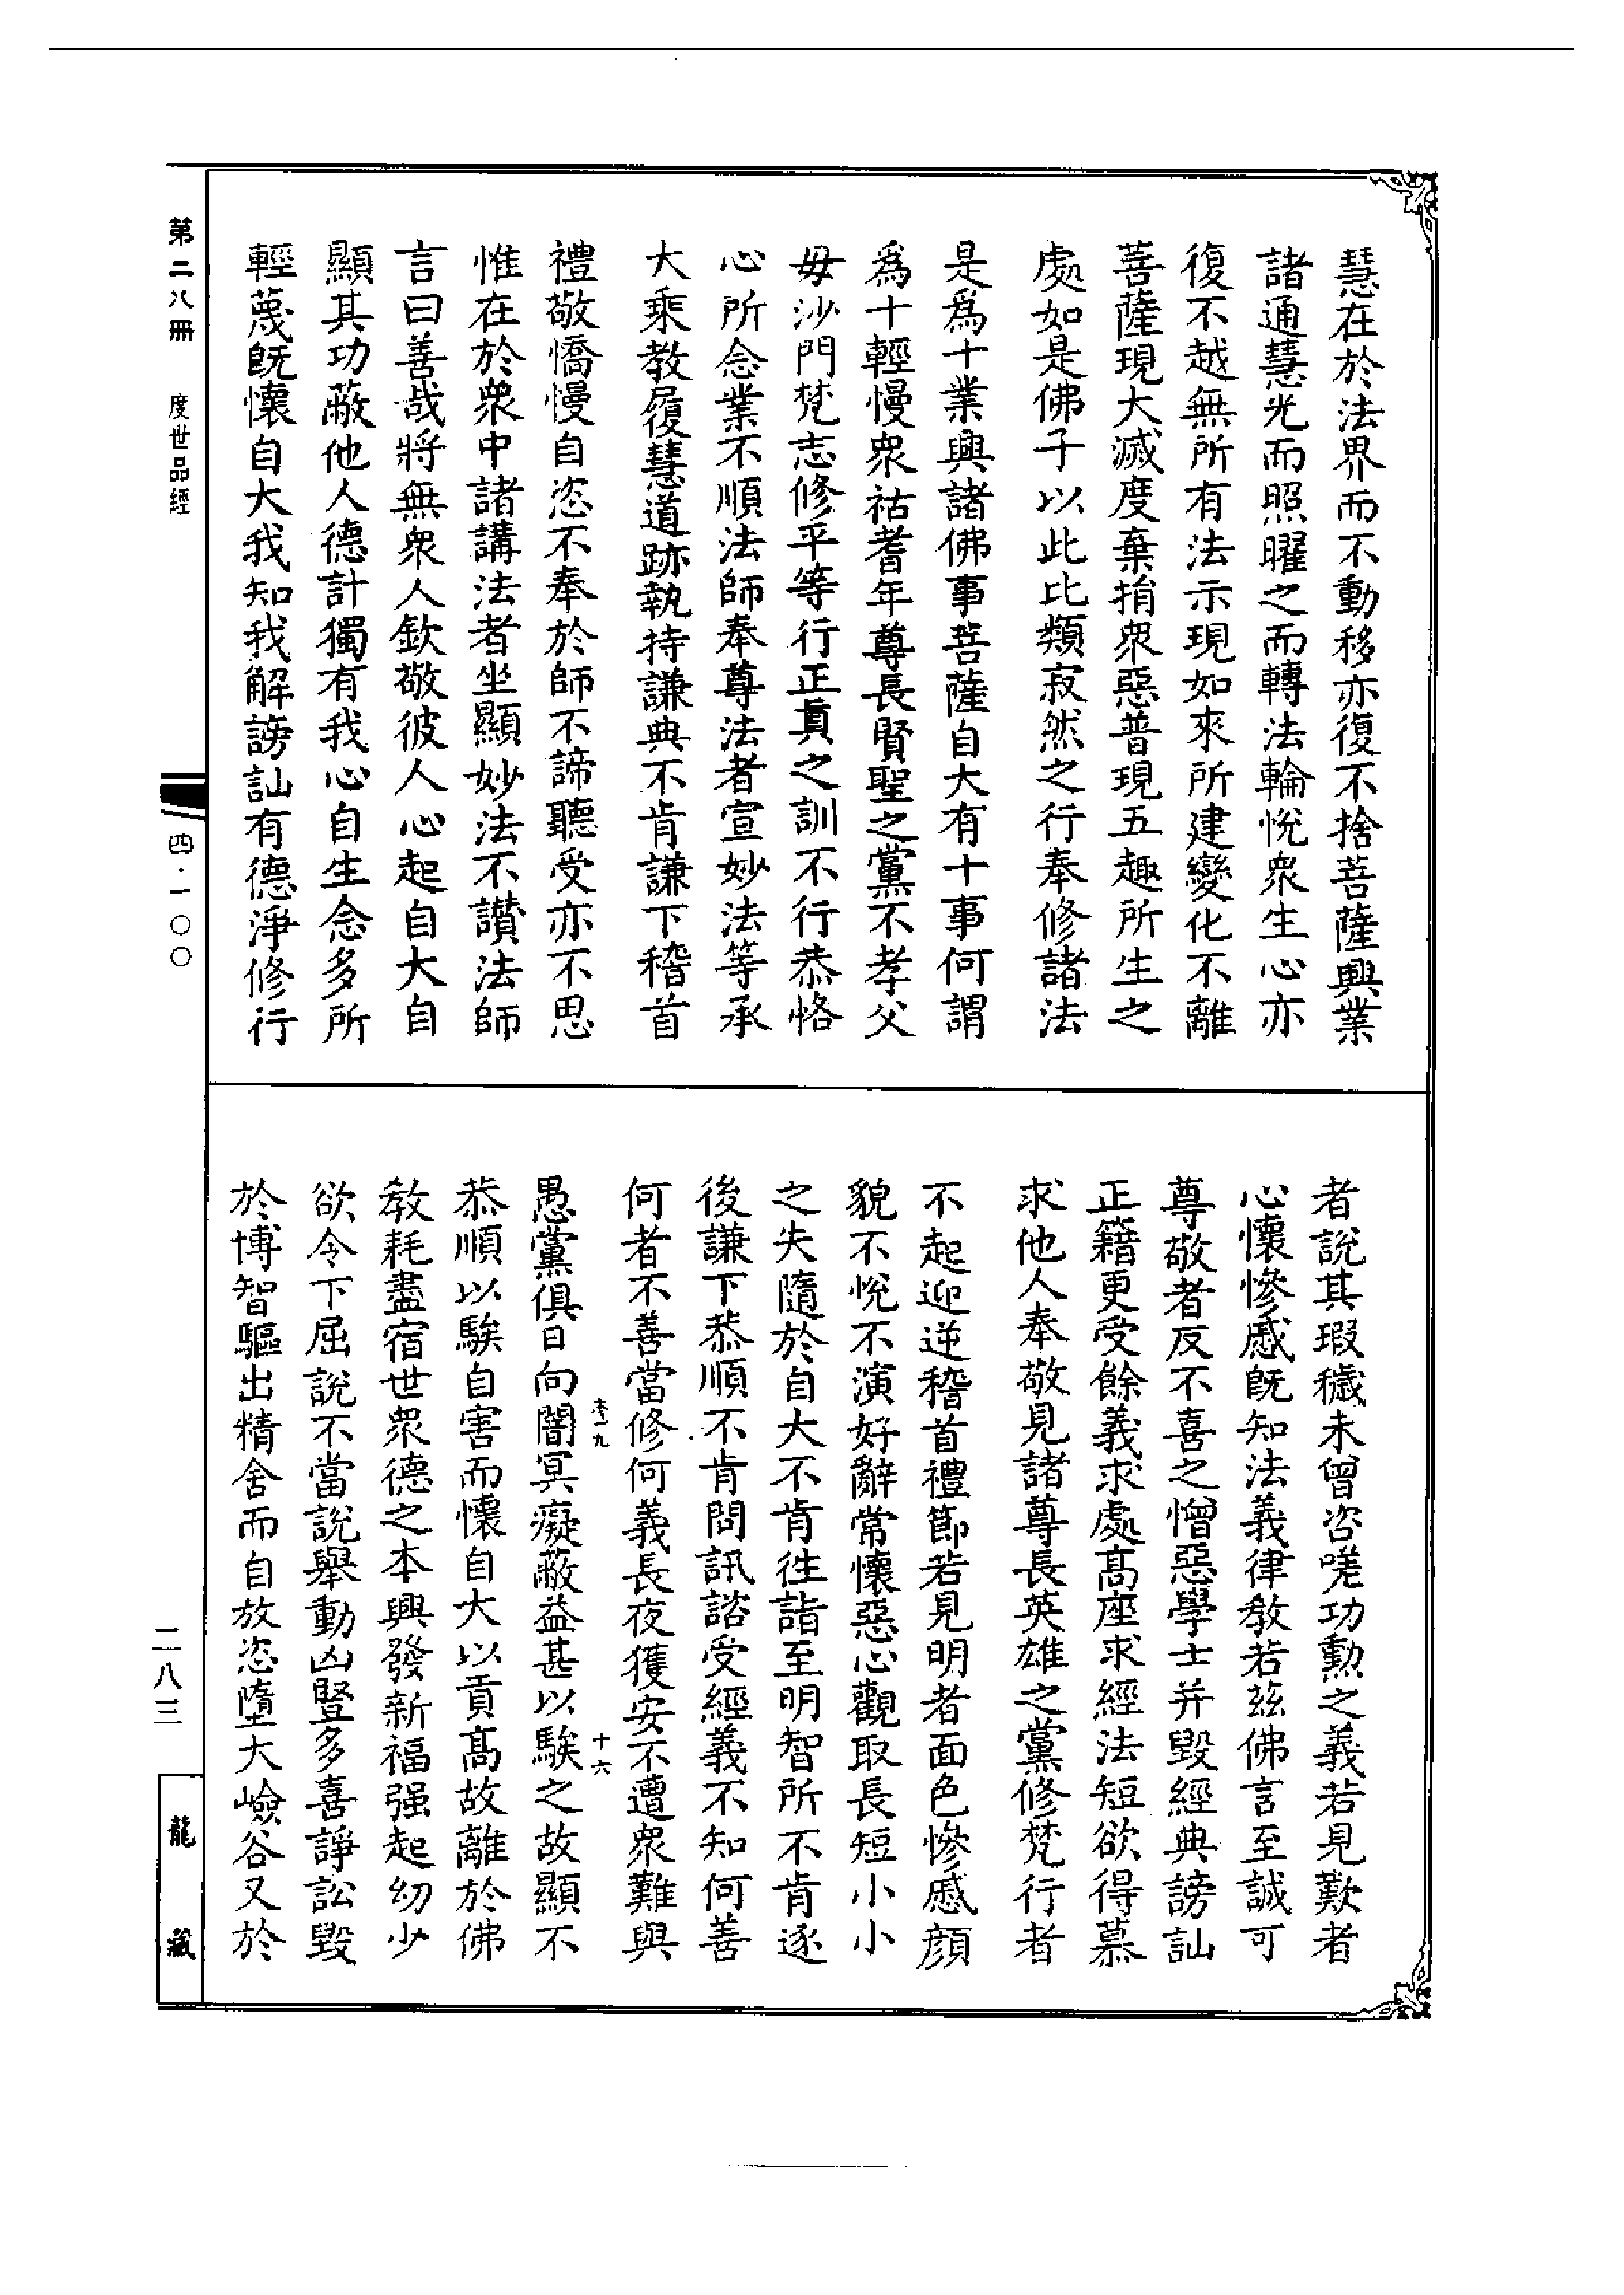 慧在於法界而不動移亦復不捨菩薩興業
諸通慧光而照曜之而轉法輪悅衆生心亦
復不越無所有法示現如來所建變化不離
菩薩現大滅度棄捐衆惡普現五趣所生之
處如是佛子以此比類寂然之行奉修諸法
是爲十業興諸佛事菩薩自大有十事何謂
爲十輕慢衆祜耆年尊長賢聖之黨不孝父
母沙門梵志修平等行正真之訓不行恭恪
心所念業不順法師奉尊法者宣妙法等承
大乘教履慧道跡執持謙典不肯謙下稽首
禮敬憍慢自恣不奉於師不諦聽受亦不思
惟在於衆中諸講法者坐顯妙法不讚法師
言曰善哉將無衆人欽敬彼人心起自大自
顯其功蔽他人德計獨有我心自生念多所
輕蔑既懷自大我知我解謗訕有德淨修行
者說其瑕穢未曾咨嗟功勳之義若見歎者
心懷慘慼既知法義律教若茲佛言至誠可
尊敬者反不喜之憎惡學士并毀經典謗訕
正籍更受餘義求處高座求經法短欲得慕
求他人奉敬見諸尊長英雄之黨修梵行者
不起迎逆稽首禮節若見明者面色慘慼顔
貌不悅不演好辭常懷惡心觀取長短小小
之失隨於自大不肯往詣至明智所不肯逐
後謙下恭順不肯問訊諮受經義不知何善
何者不善當修何義長夜獲安不遭衆難與
愚黨俱日向闇冥癡蔽益甚以騃之故顯不
恭順以騃自害而懷自大以貢高故離於佛
教耗盡宿世衆德之本興發新福强起幼少
欲令下屈說不當說舉動凶豎多喜諍訟毀
於博智驅出精舍而自放恣墮大嶮谷又於
十六
第二八冊 度世品經
四·一〇〇
二八三
龍藏